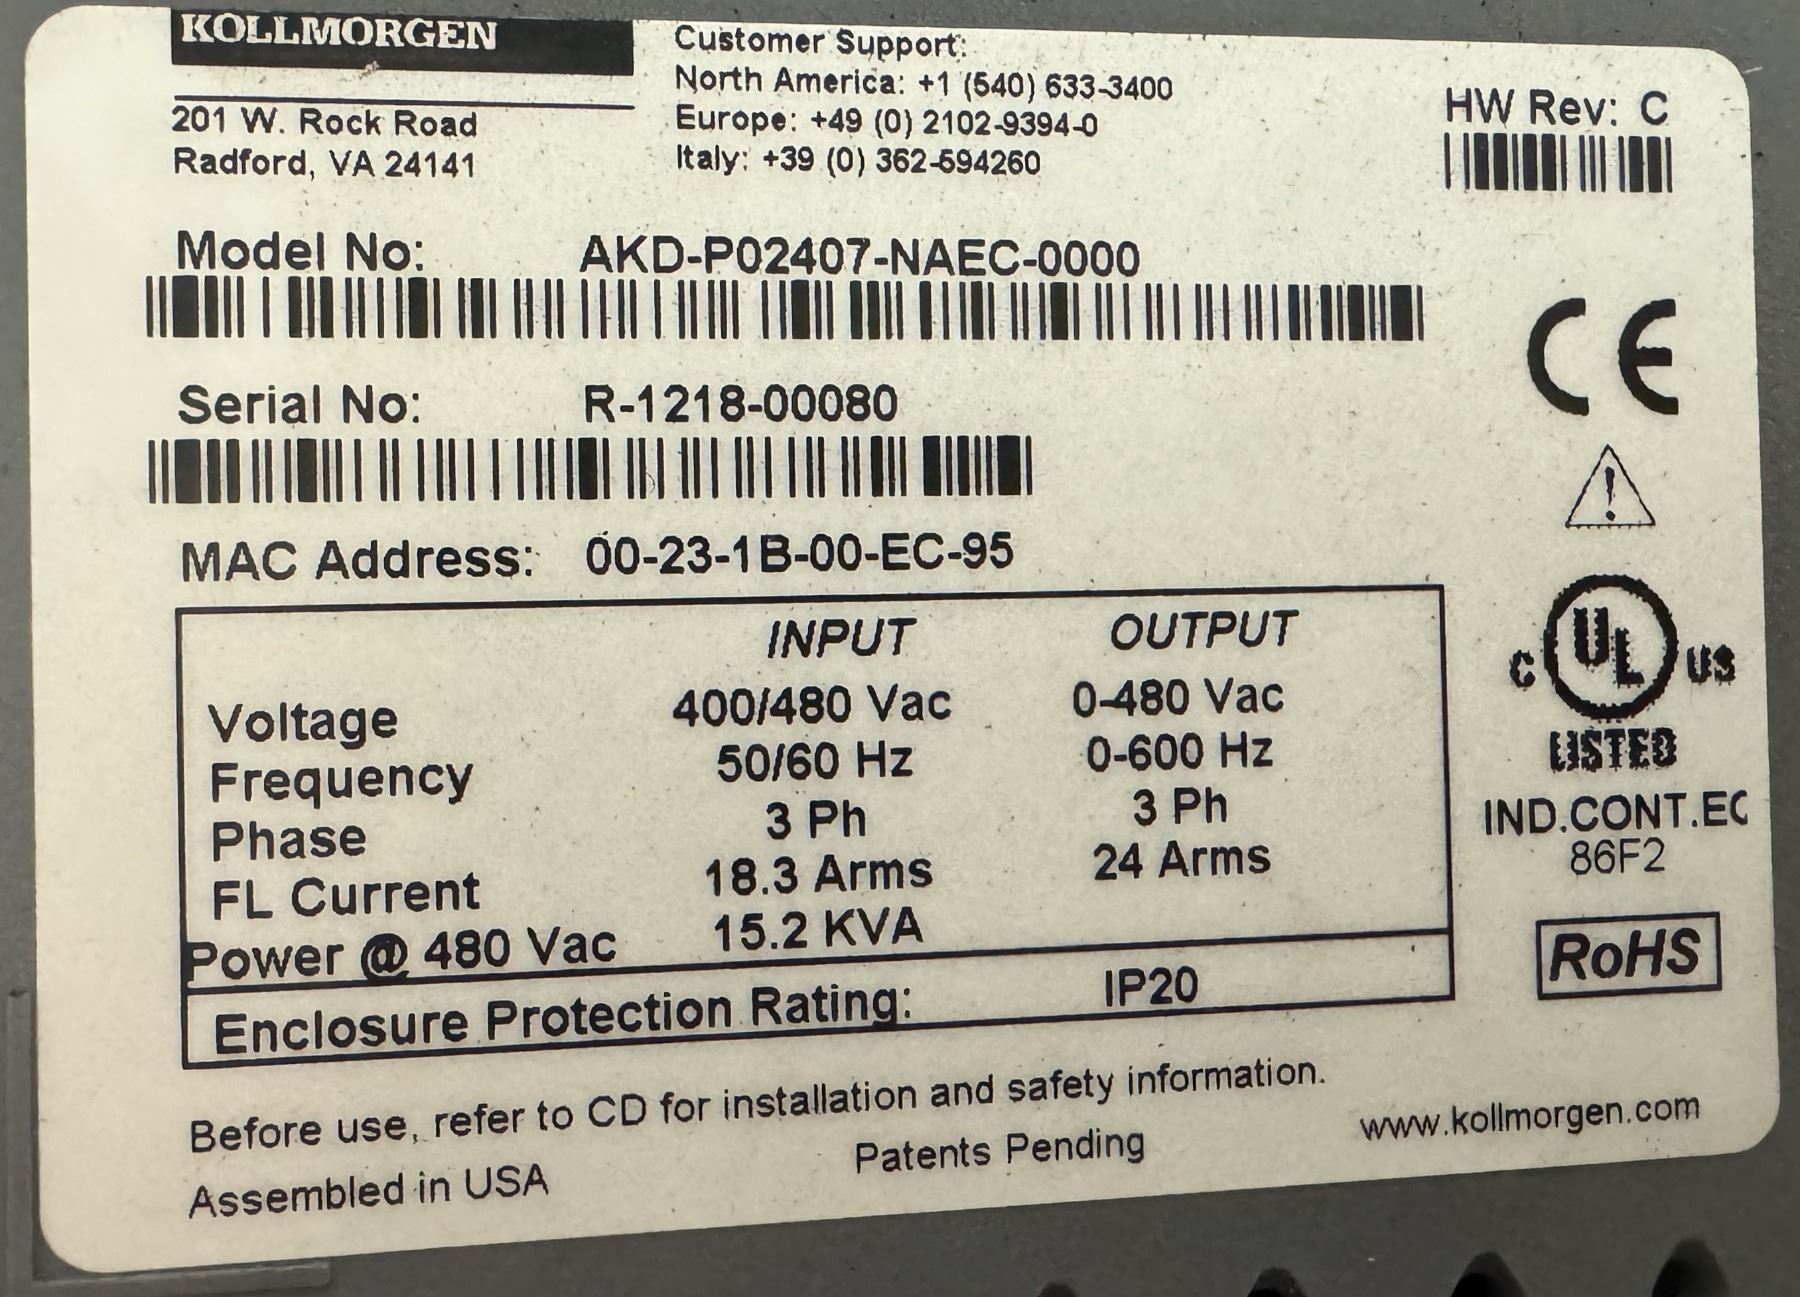 KOLLMORGEN
201 W. Rock Road
Radford, VA 24141
Customer Support:
North America: +1 (540) 633-3400
Europe: +49 (0) 2102-9394-0
Italy: +39 (0) 362-594260
HW Rev: C
Model No: AKD-P02407-NAEC-0000
Serial No: R-1218-00080
MAC Address: 00-23-1B-00-EC-95
INPUT OUTPUT
Voltage 400/480 Vac 0-480 Vac
Frequency 50/60 Hz 0-600 Hz
Phase 3 Ph 3 Ph
FL Current 18.3 Arms 24 Arms
Power @ 480 Vac 15.2 KVA
Enclosure Protection Rating: IP20
CE
C UL US
LISTED
IND.CONT.EC
86F2
RoHS
Before use, refer to CD for installation and safety information.
Assembled in USA
Patents Pending
www.kollmorgen.com